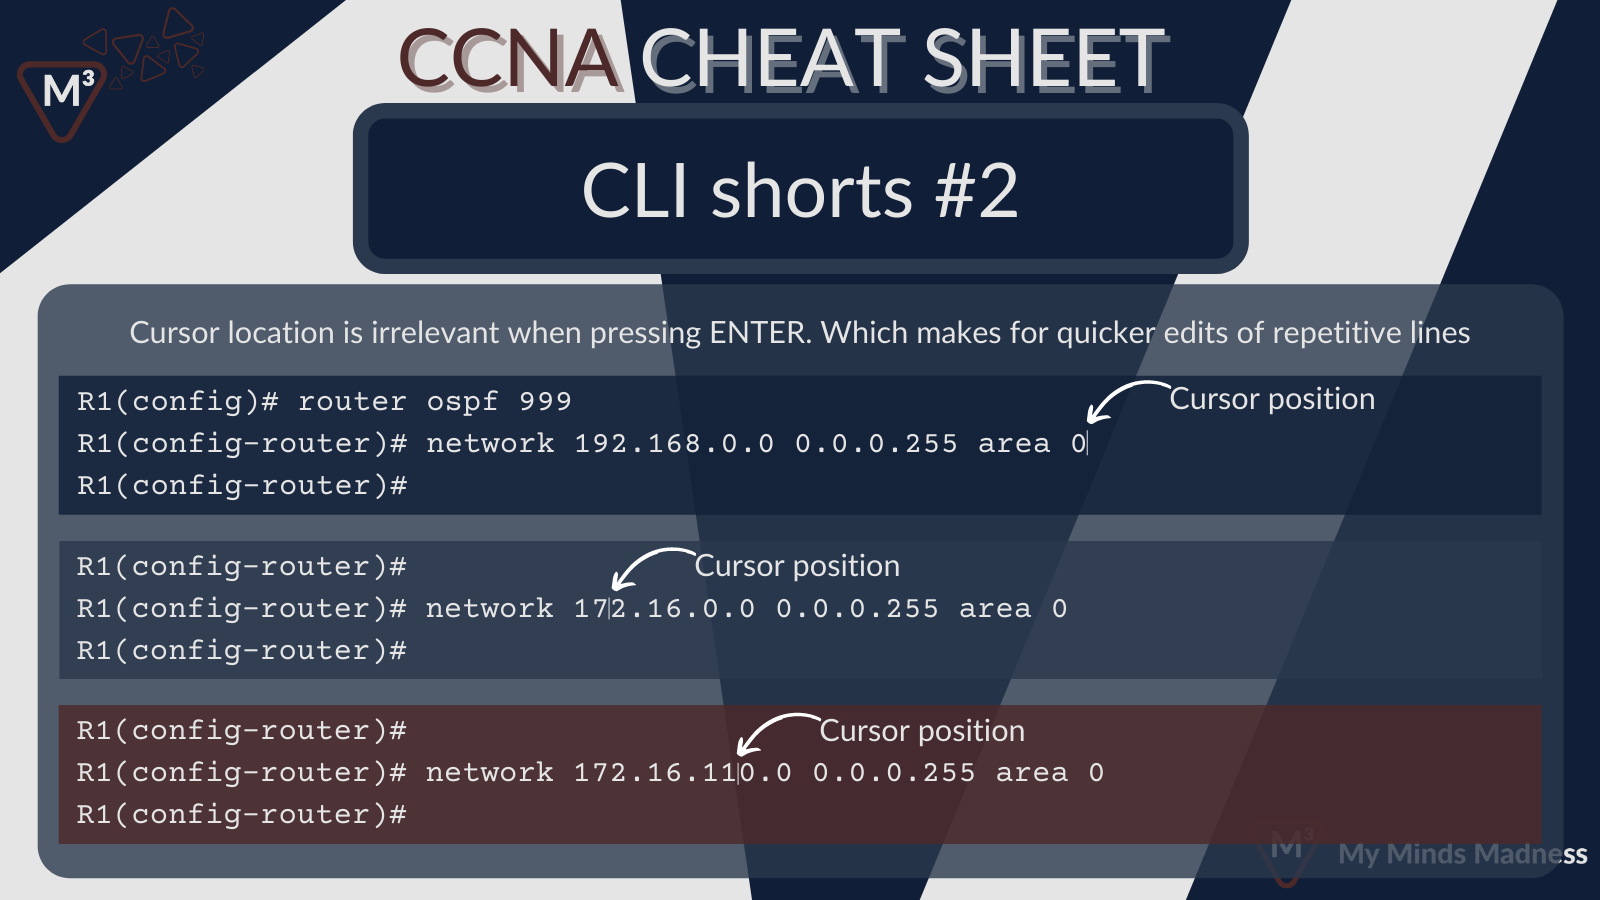 M³
CCNA CHEAT SHEET
CLI shorts #2
Cursor location is irrelevant when pressing ENTER. Which makes for quicker edits of repetitive lines
R1(config)# router ospf 999
Cursor position
R1(config-router)# network 192.168.0.0 0.0.0.255 area 0
R1(config-router)#
R1(config-router)#
Cursor position
R1(config-router)# network 172.16.0.0 0.0.0.255 area 0
R1(config-router)#
R1(config-router)#
Cursor position
R1(config-router)# network 172.16.110.0 0.0.0.255 area 0
R1(config-router)#
M³ My Minds Madness